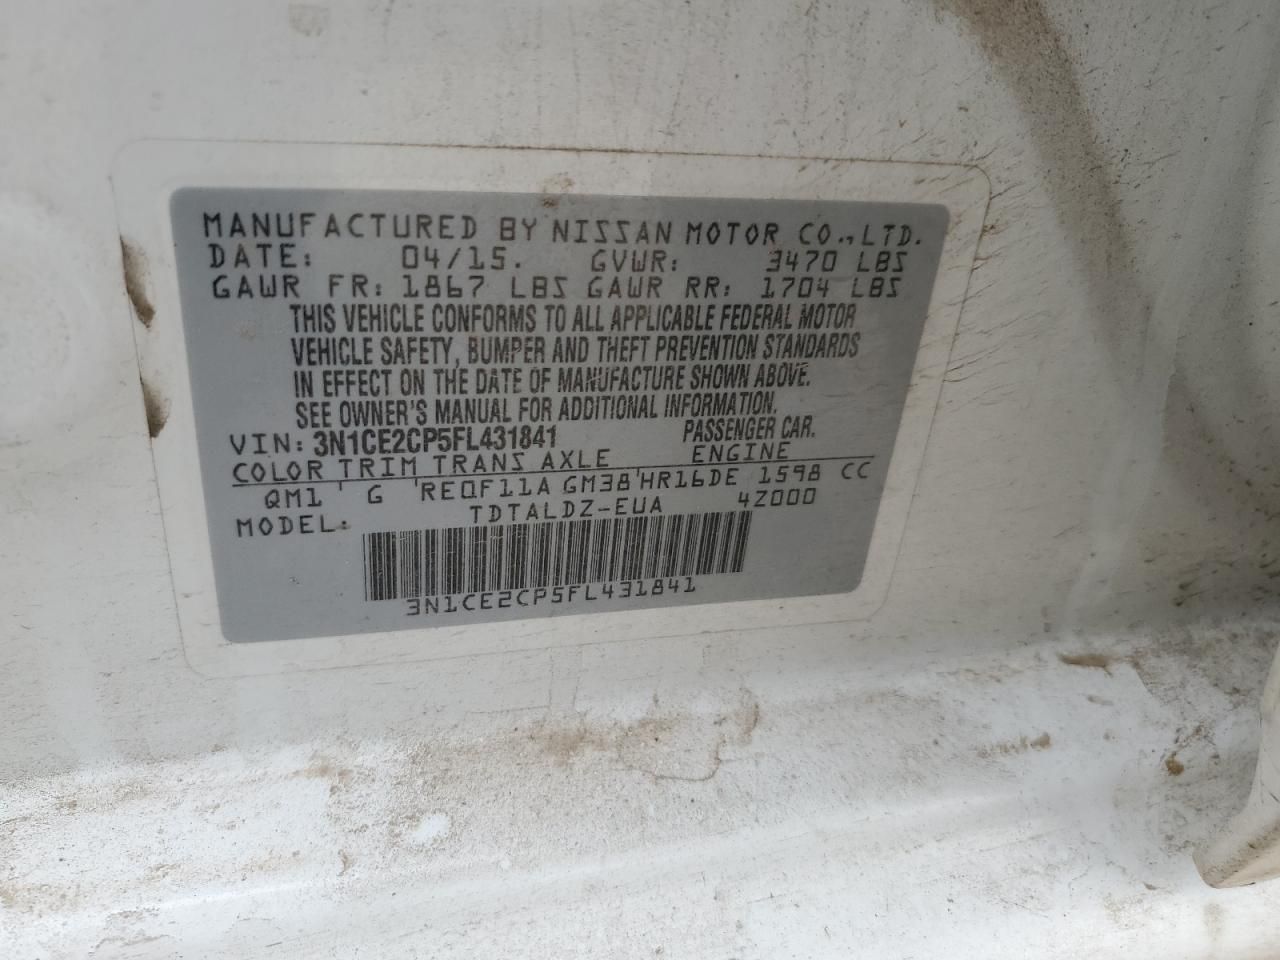 MANUFACTURED BY NISSAN MOTOR CO., LTD.
DATE: 04/15. GVWR: 3470 LBS
GAWR FR: 1867 LBS GAWR RR: 1704 LBS
THIS VEHICLE CONFORMS TO ALL APPLICABLE FEDERAL MOTOR
VEHICLE SAFETY, BUMPER AND THEFT PREVENTION STANDARDS
IN EFFECT ON THE DATE OF MANUFACTURE SHOWN ABOVE.
SEE OWNER'S MANUAL FOR ADDITIONAL INFORMATION.
VIN: 3N1CE2CP5FL431841 PASSENGER CAR.
COLOR TRIM TRANS AXLE ENGINE
QM1 ' G 'RE0F11A GM38'HR16DE 1598 CC
MODEL: TDTALDZ-EUA 4Z000
3N1CE2CP5FL431841